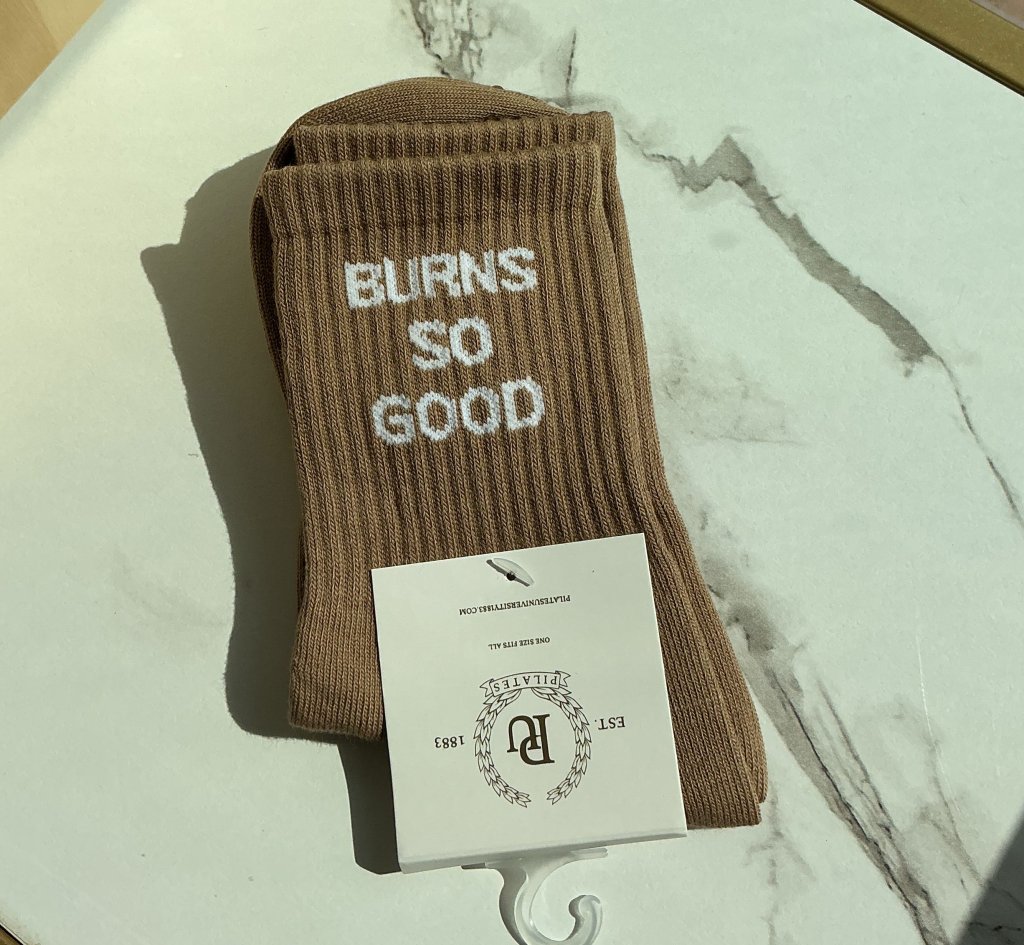 BURNS
SO
GOOD
EST. PU 1883
PILATES
ONE SIZE FITS ALL
PILATESUNIVERSITY1883.COM